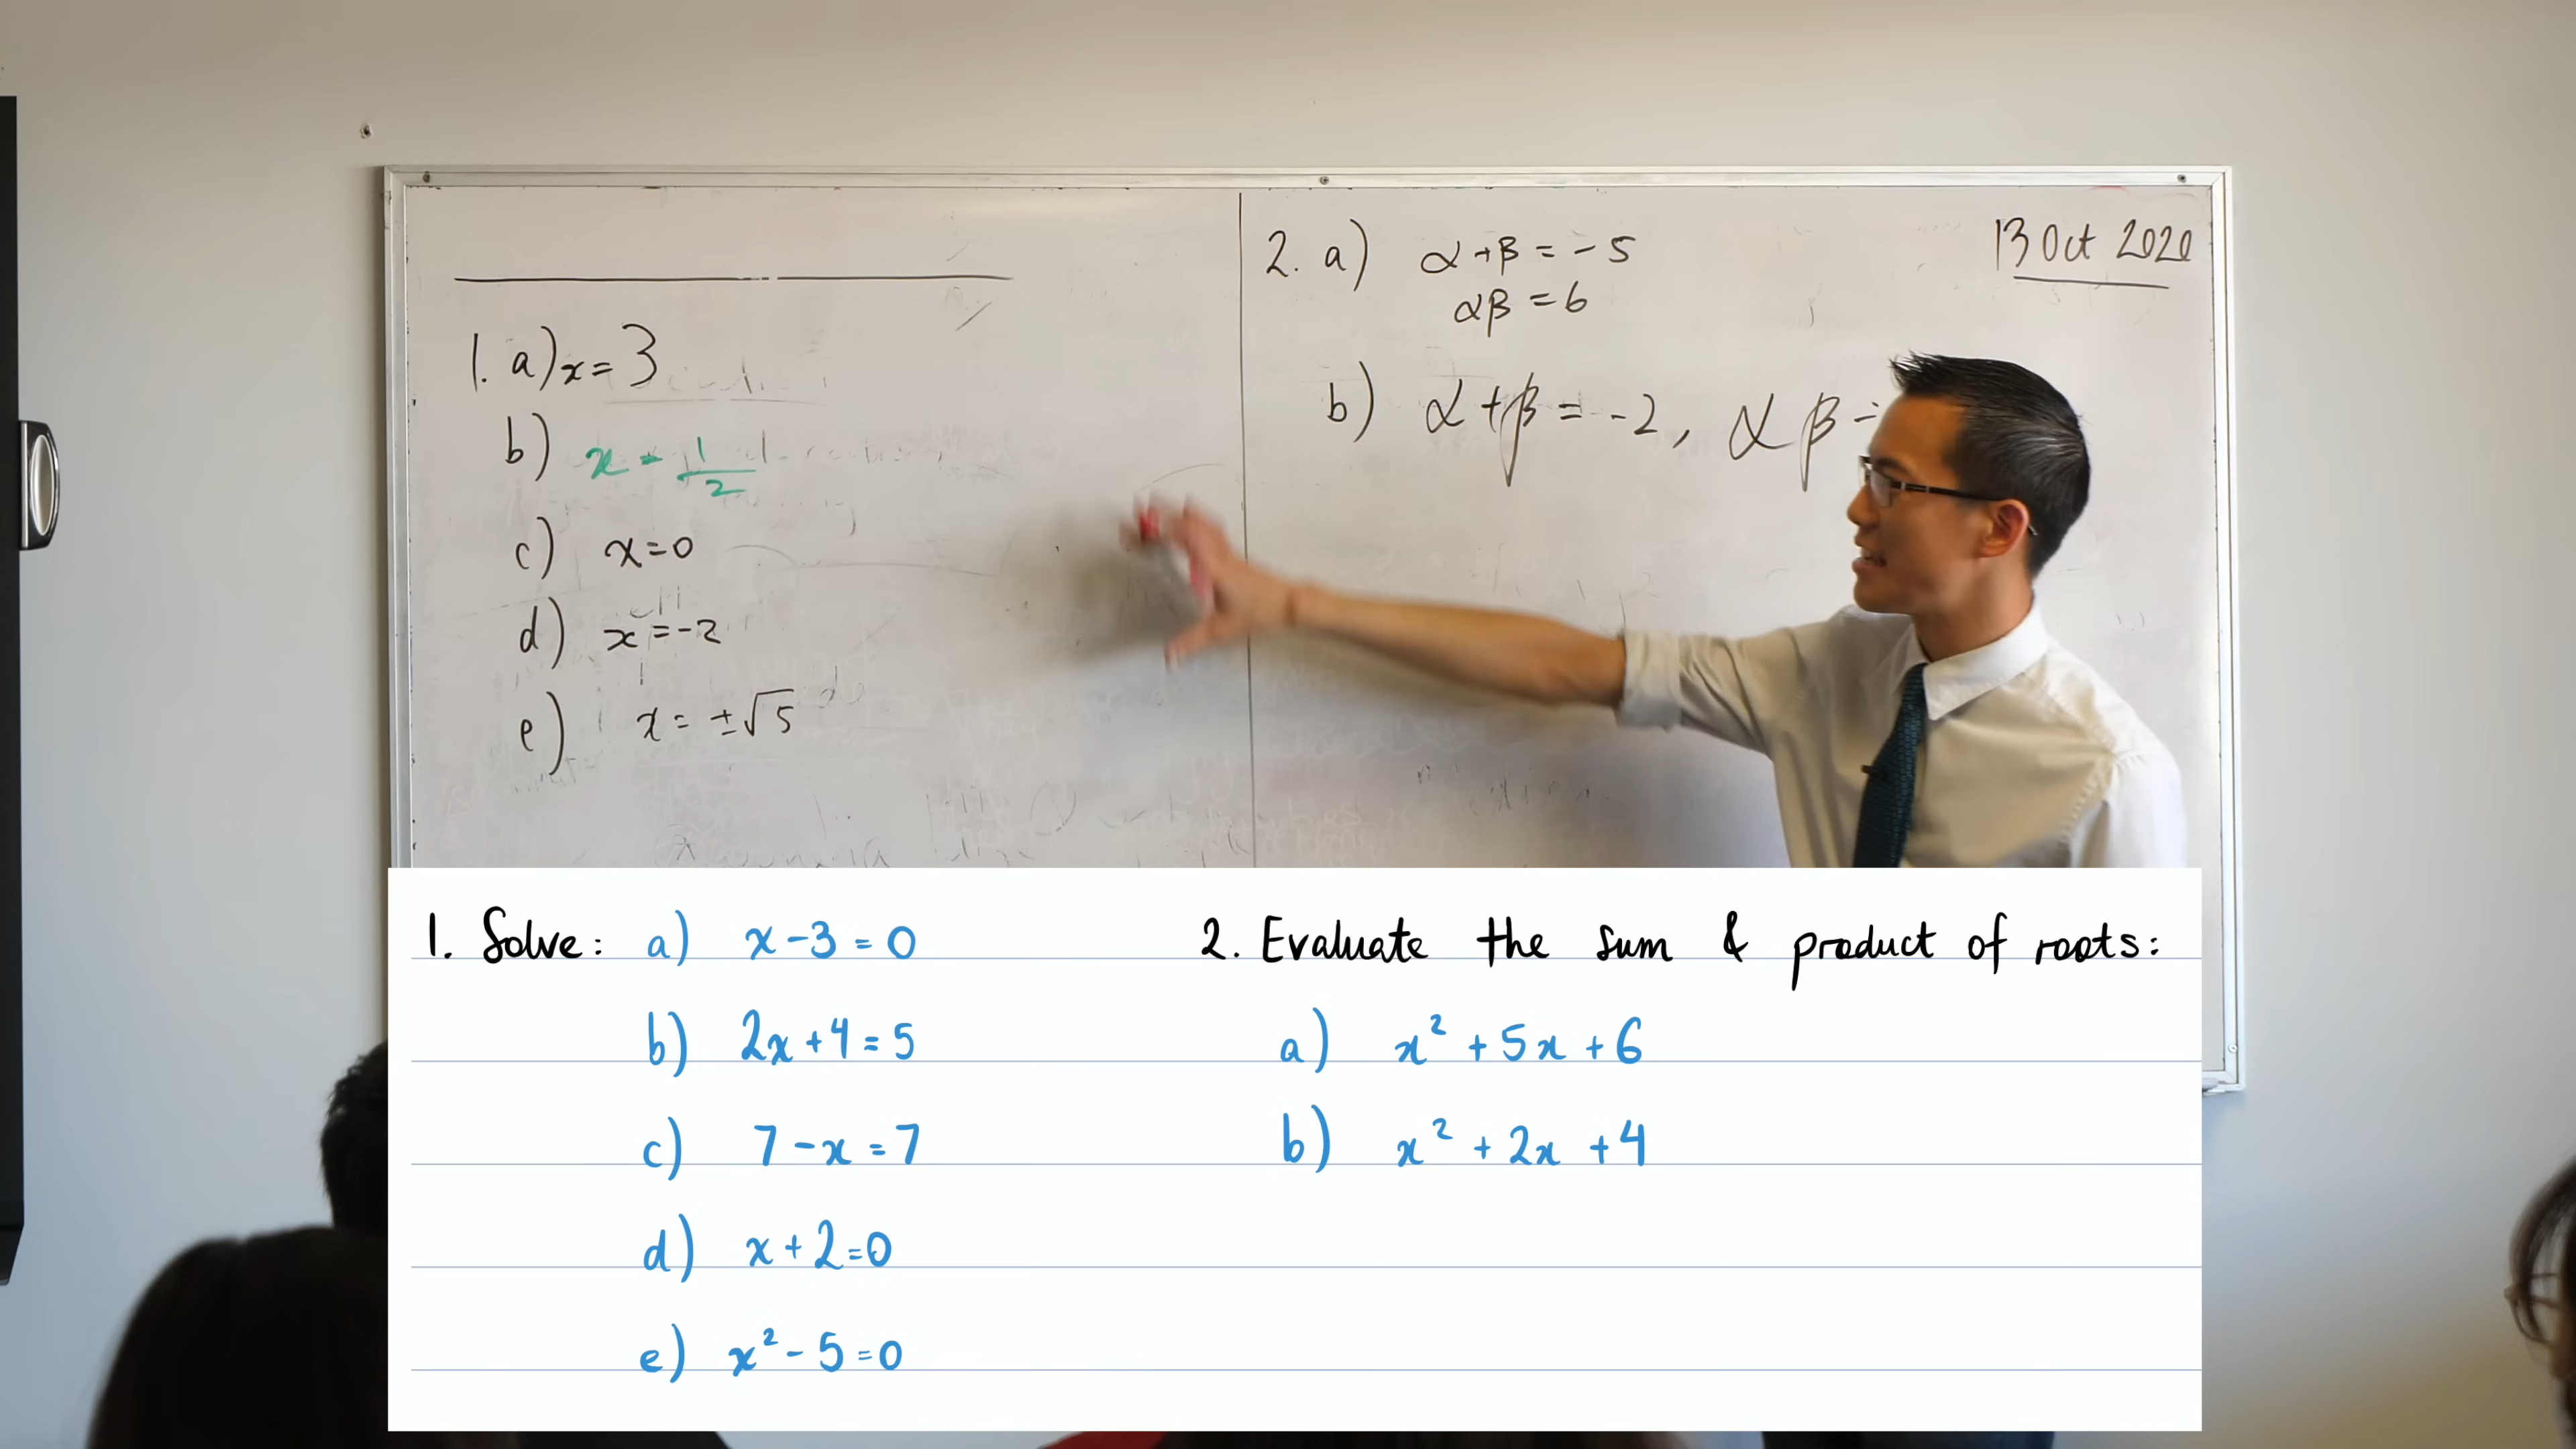 1. a) x = 3
b) x = 1/2
c) x = 0
d) x = -2
e) x = ±√5
2. a) α + β = -5
αβ = 6
b) α + β = -2, αβ =
13 Oct 2020
1. Solve: a) x - 3 = 0
b) 2x + 4 = 5
c) 7 - x = 7
d) x + 2 = 0
e) x² - 5 = 0
2. Evaluate the sum & product of roots:
a) x² + 5x + 6
b) x² + 2x + 4